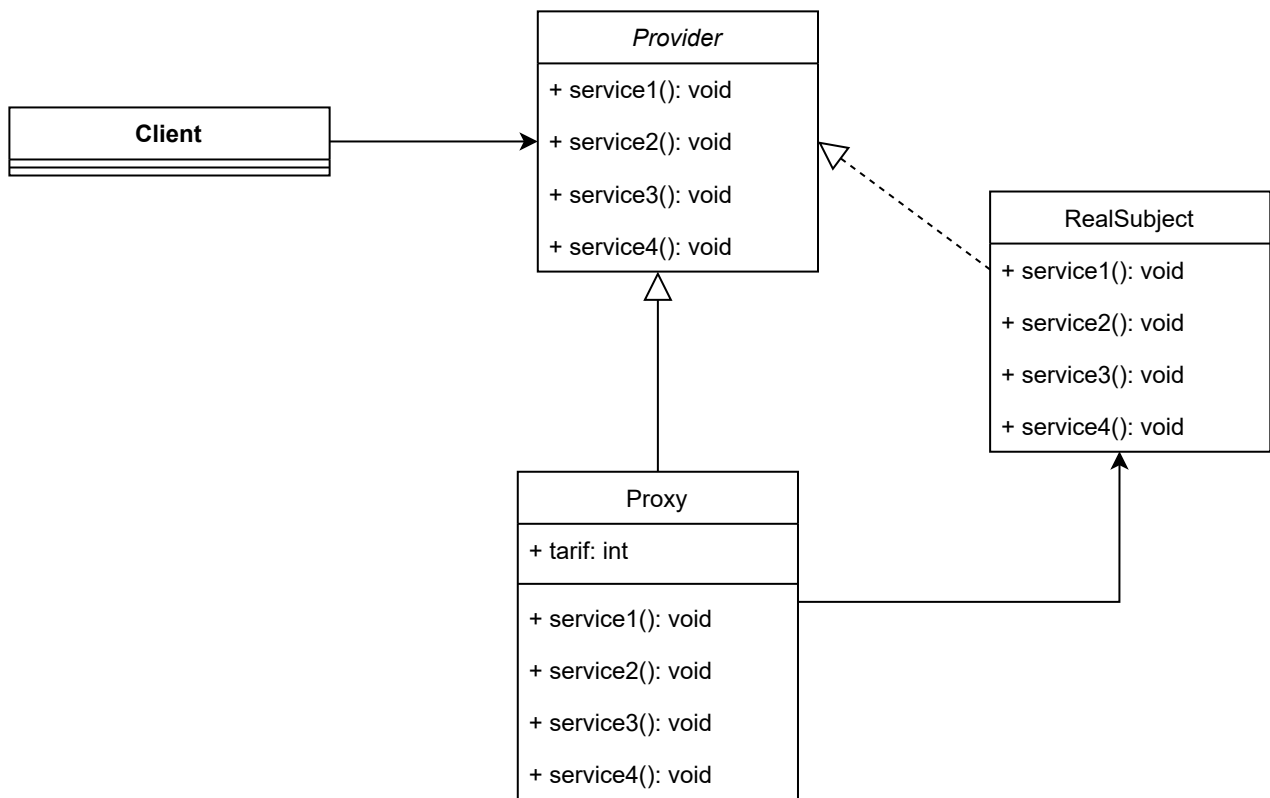 Provider
+ service1(): void
+ service2(): void
+ service3(): void
+ service4(): void
Client
RealSubject
+ service1(): void
+ service2(): void
+ service3(): void
+ service4(): void
Proxy
+ tarif: int
+ service1(): void
+ service2(): void
+ service3(): void
+ service4(): void